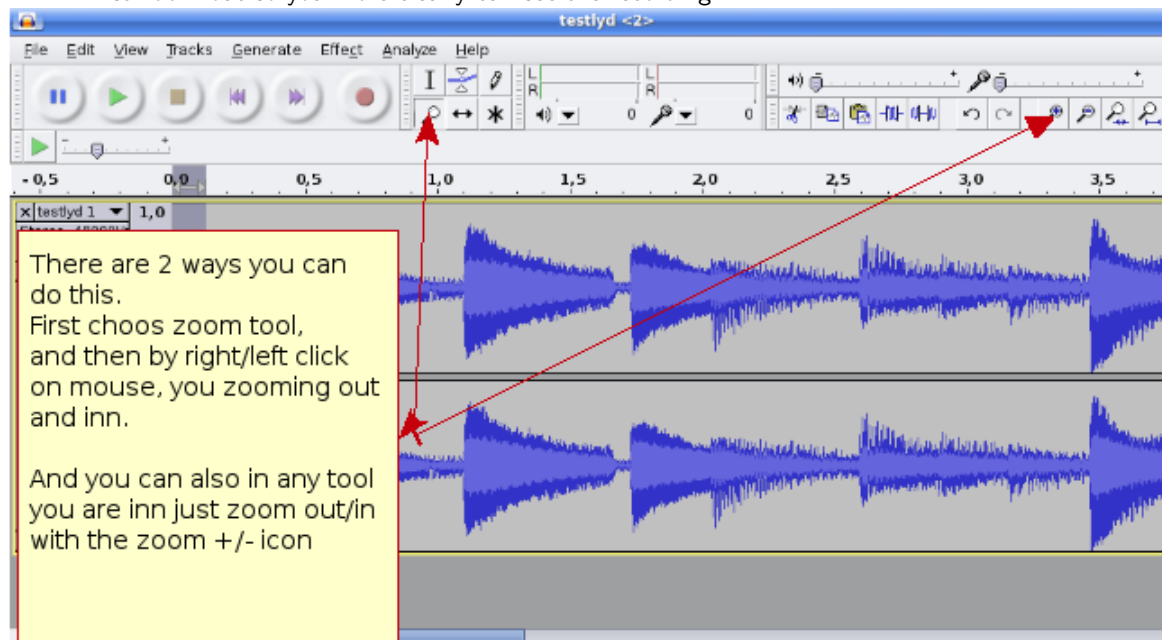 testlyd <2>
File Edit View Tracks Generate Effect Analyze Help
L
R
L
R
0
0
- 0,5 0,0 0,5 1,0 1,5 2,0 2,5 3,0 3,5
x testlyd 1 1,0
There are 2 ways you can
do this.
First choos zoom tool,
and then by right/left click
on mouse, you zooming out
and inn.
And you can also in any tool
you are inn just zoom out/in
with the zoom +/- icon